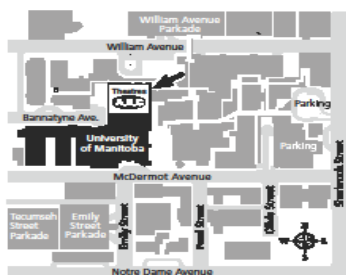 William Avenue
Parkade
William Avenue
Theatres
Parking
Bannatyne Ave.
University
of Manitoba
Parking
McDermot Avenue
Sherbrook Street
Tecumseh
Street
Parkade
Emily
Street
Parkade
Emily Street
Pearl Street
Olivia Street
N
W
E
S
Notre Dame Avenue